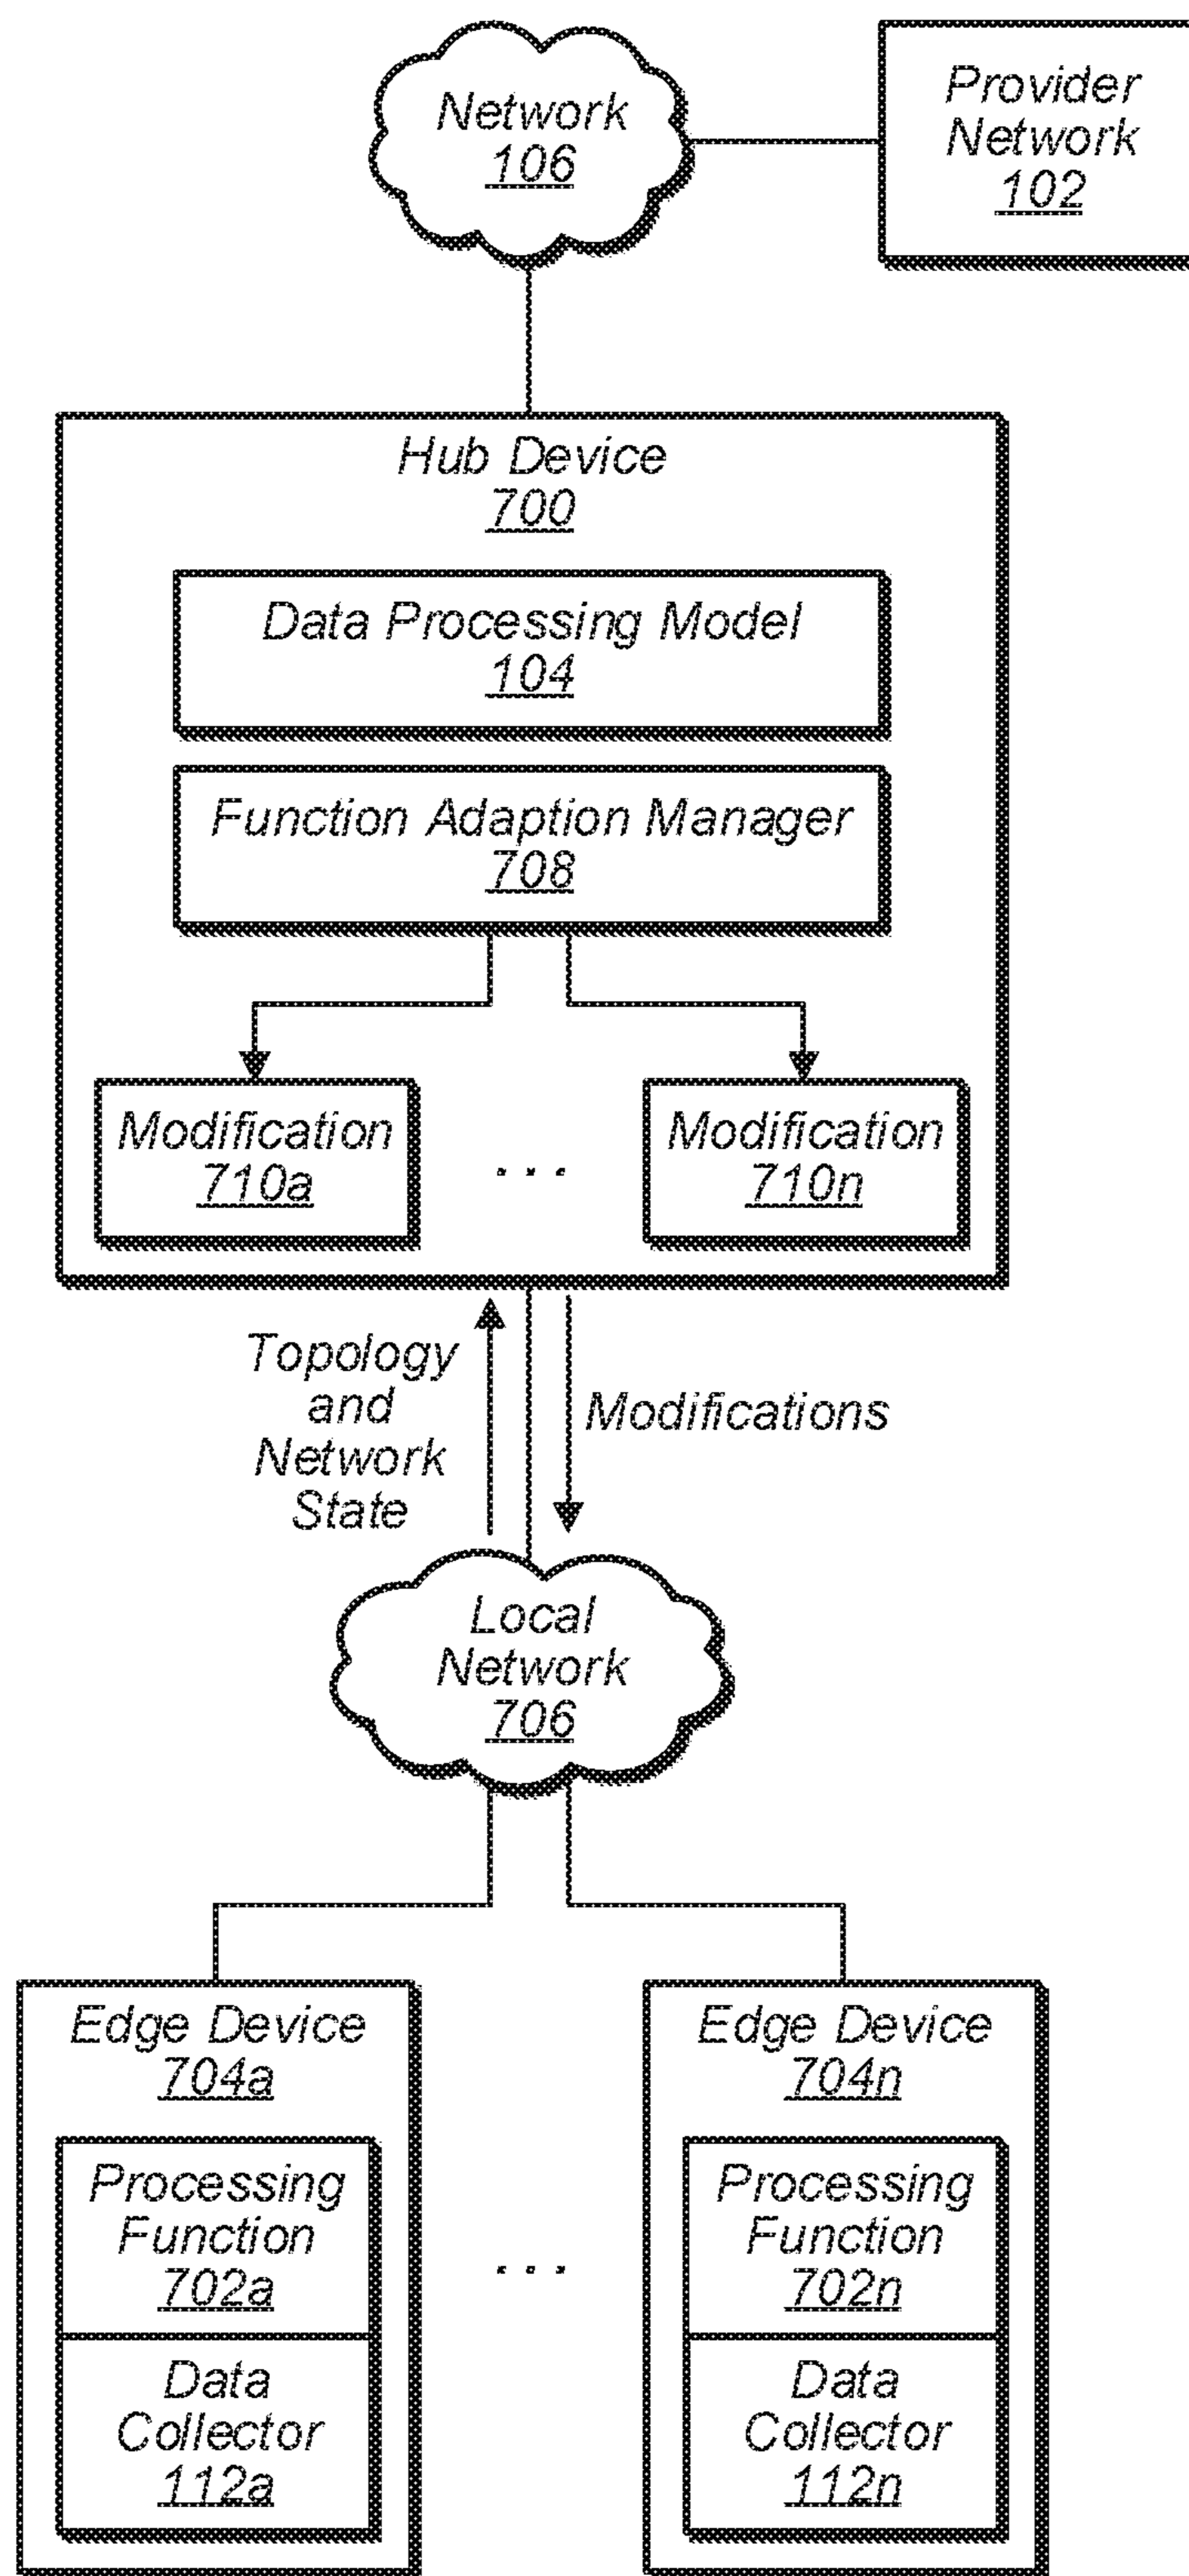 Network
106
Provider
Network
102
Hub Device
700
Data Processing Model
104
Function Adaption Manager
708
Modification
710a
. . .
Modification
710n
Topology
and
Network
State
Modifications
Local
Network
706
Edge Device
704a
Processing
Function
702a
Data
Collector
112a
. . .
Edge Device
704n
Processing
Function
702n
Data
Collector
112n